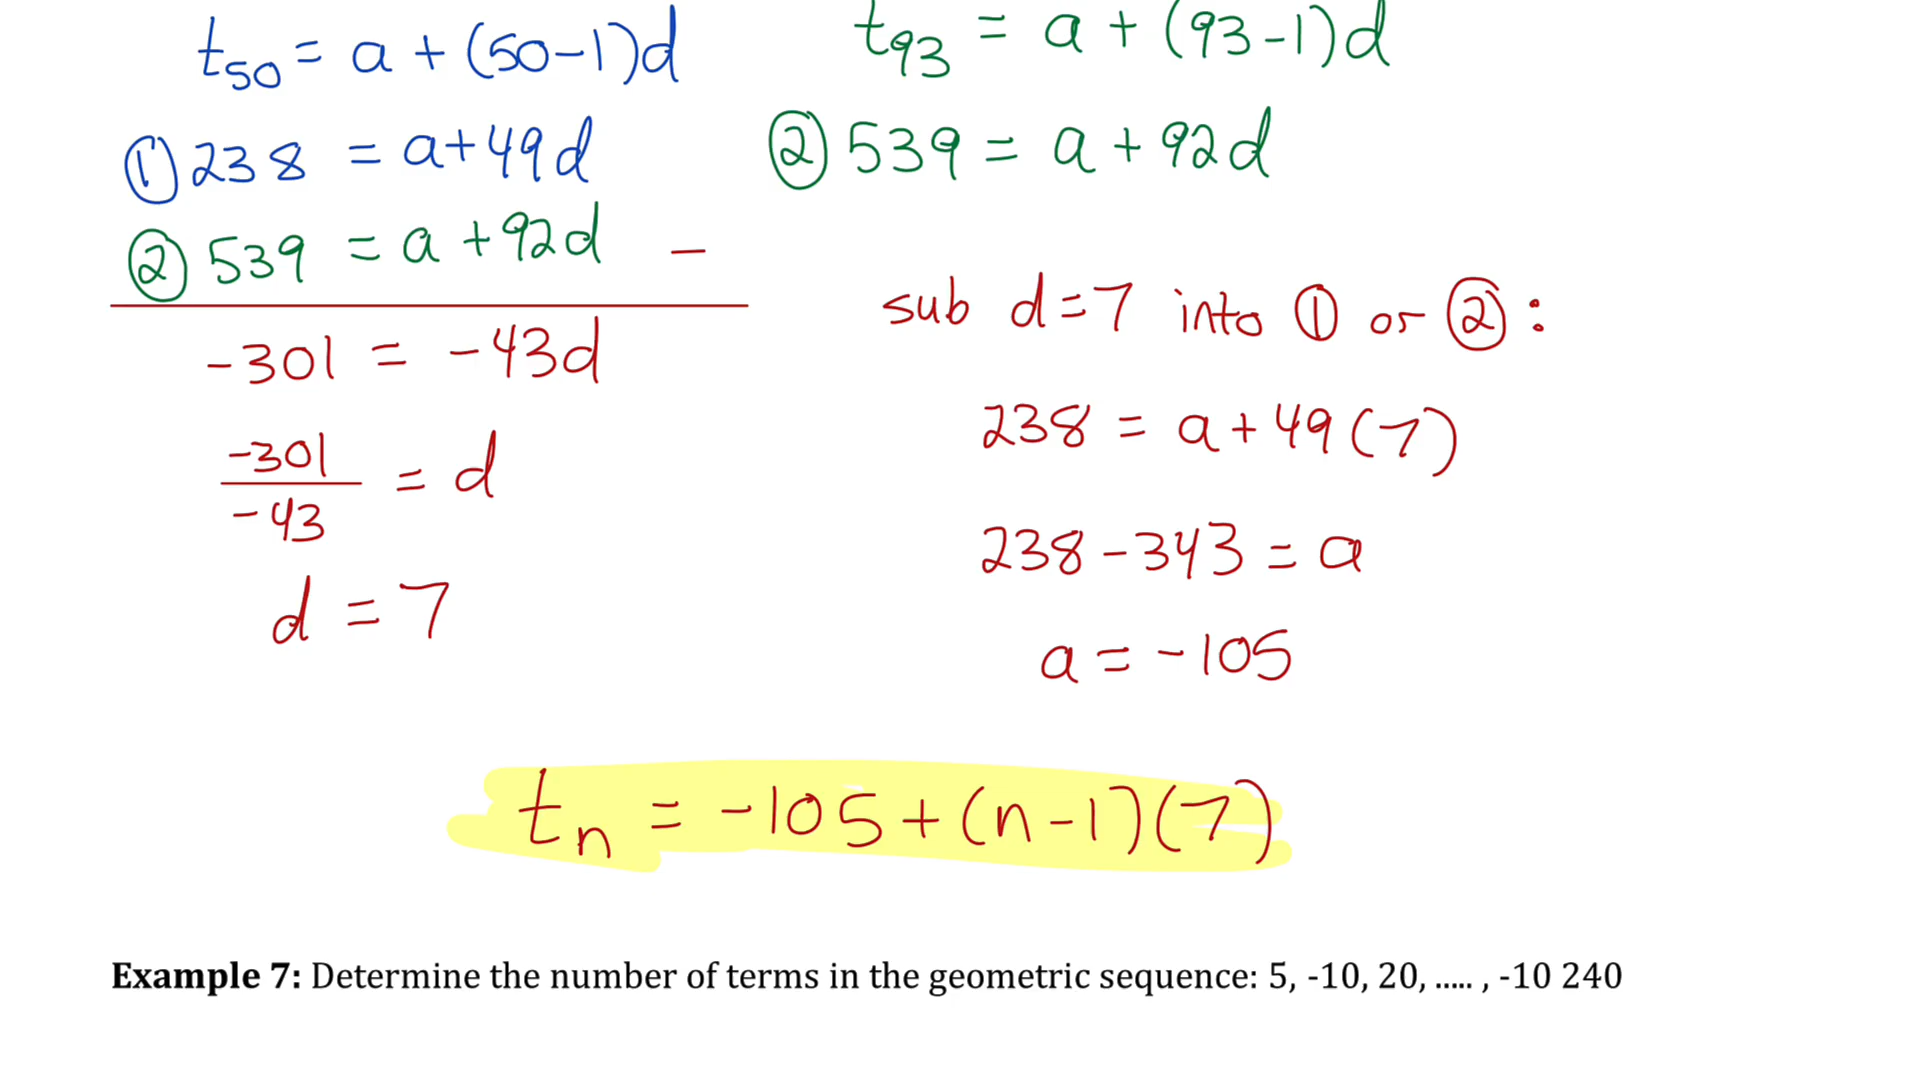 t50 = a + (50-1)d
t93 = a + (93-1)d
① 238 = a+49d
② 539 = a + 92d
② 539 = a + 92d -
-301 = -43d
-301/-43 = d
d = 7
sub d=7 into ① or ② :
238 = a + 49(7)
238 - 343 = a
a = -105
tn = -105 + (n-1)(7)
Example 7: Determine the number of terms in the geometric sequence: 5, -10, 20, ..... , -10 240